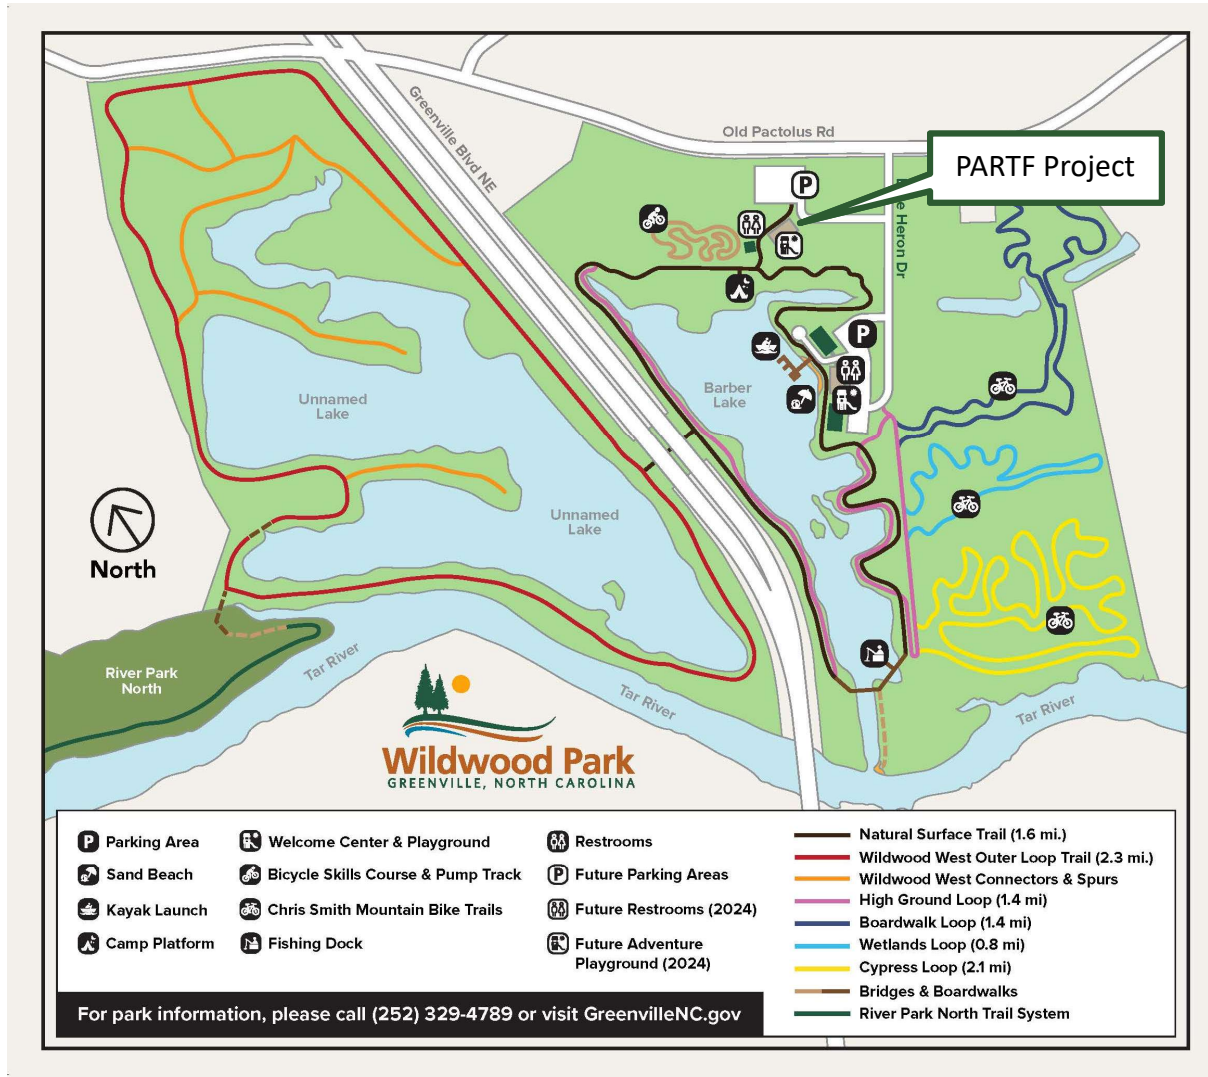 Greenville Blvd NE
Old Pactolus Rd
PARTF Project
Heron Dr
P
P
Unnamed
Lake
Barber
Lake
Unnamed
Lake
North
River Park
North
Tar River
Tar River
Tar River
Wildwood Park
GREENVILLE, NORTH CAROLINA
P Parking Area
Sand Beach
Kayak Launch
Camp Platform
Welcome Center & Playground
Bicycle Skills Course & Pump Track
Chris Smith Mountain Bike Trails
Fishing Dock
Restrooms
P Future Parking Areas
Future Restrooms (2024)
Future Adventure
Playground (2024)
Natural Surface Trail (1.6 mi.)
Wildwood West Outer Loop Trail (2.3 mi.)
Wildwood West Connectors & Spurs
High Ground Loop (1.4 mi)
Boardwalk Loop (1.4 mi)
Wetlands Loop (0.8 mi)
Cypress Loop (2.1 mi)
Bridges & Boardwalks
River Park North Trail System
For park information, please call (252) 329-4789 or visit GreenvilleNC.gov